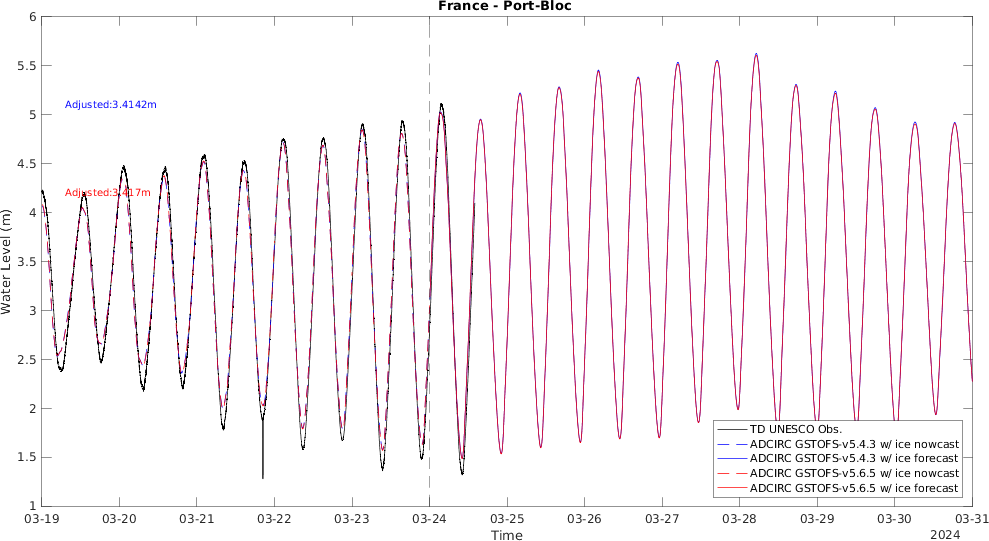 France - Port-Bloc
6
5.5
5
4.5
4
3.5
3
2.5
2
1.5
1
Water Level (m)
Adjusted:3.4142m
Adjusted:3.417m
TD UNESCO Obs.
ADCIRC GSTOFS-v5.4.3 w/ ice nowcast
ADCIRC GSTOFS-v5.4.3 w/ ice forecast
ADCIRC GSTOFS-v5.6.5 w/ ice nowcast
ADCIRC GSTOFS-v5.6.5 w/ ice forecast
03-19 03-20 03-21 03-22 03-23 03-24 03-25 03-26 03-27 03-28 03-29 03-30 03-31
Time
2024